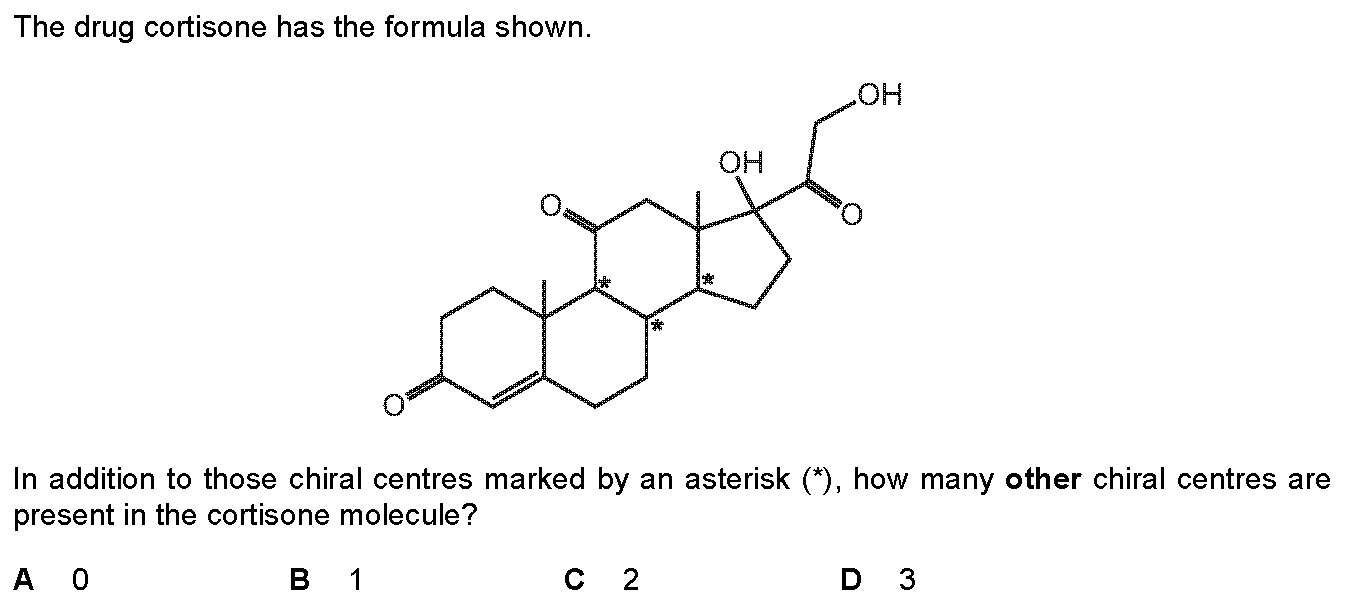 The drug cortisone has the formula shown.
OH
OH
O
O
*
*
*
O
In addition to those chiral centres marked by an asterisk (*), how many other chiral centres are
present in the cortisone molecule?
A 0 B 1 C 2 D 3